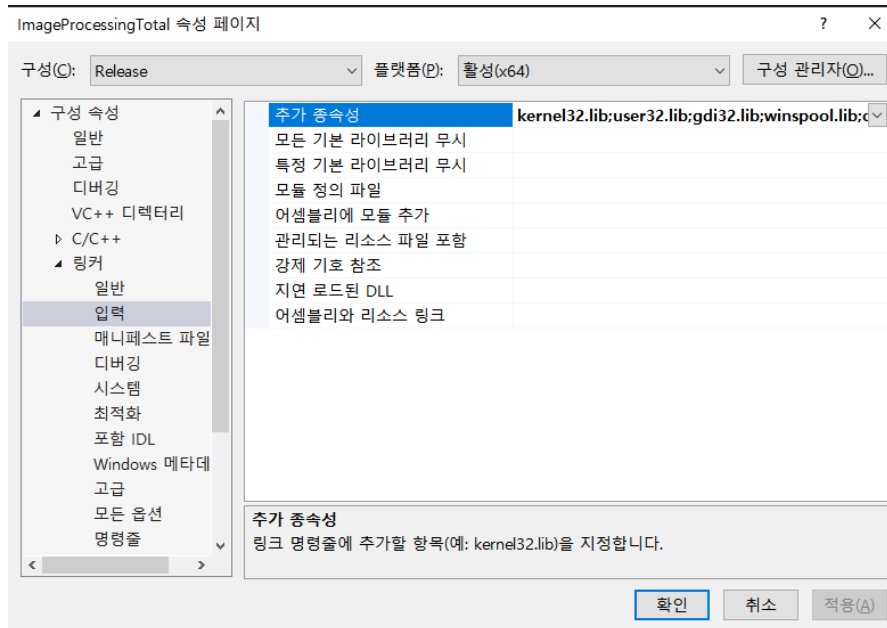 ImageProcessingTotal 속성 페이지
? ×
구성(C): Release 플랫폼(P): 활성(x64) 구성 관리자(O)...
구성 속성
일반
고급
디버깅
VC++ 디렉터리
C/C++
링커
일반
입력
매니페스트 파일
디버깅
시스템
최적화
포함 IDL
Windows 메타데
고급
모든 옵션
명령줄
추가 종속성 kernel32.lib;user32.lib;gdi32.lib;winspool.lib;c
모든 기본 라이브러리 무시
특정 기본 라이브러리 무시
모듈 정의 파일
어셈블리에 모듈 추가
관리되는 리소스 파일 포함
강제 기호 참조
지연 로드된 DLL
어셈블리와 리소스 링크
추가 종속성
링크 명령줄에 추가할 항목(예: kernel32.lib)을 지정합니다.
확인 취소 적용(A)